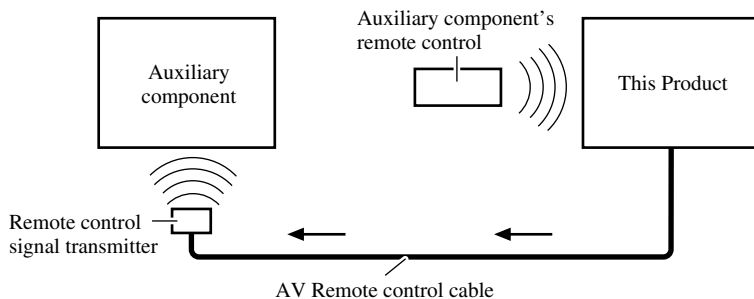 Auxiliary component's
remote control
Auxiliary
component
This Product
Remote control
signal transmitter
AV Remote control cable